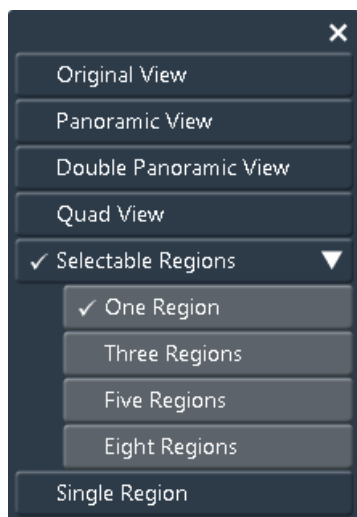 Original View
Panoramic View
Double Panoramic View
Quad View
✓ Selectable Regions ▼
✓ One Region
Three Regions
Five Regions
Eight Regions
Single Region